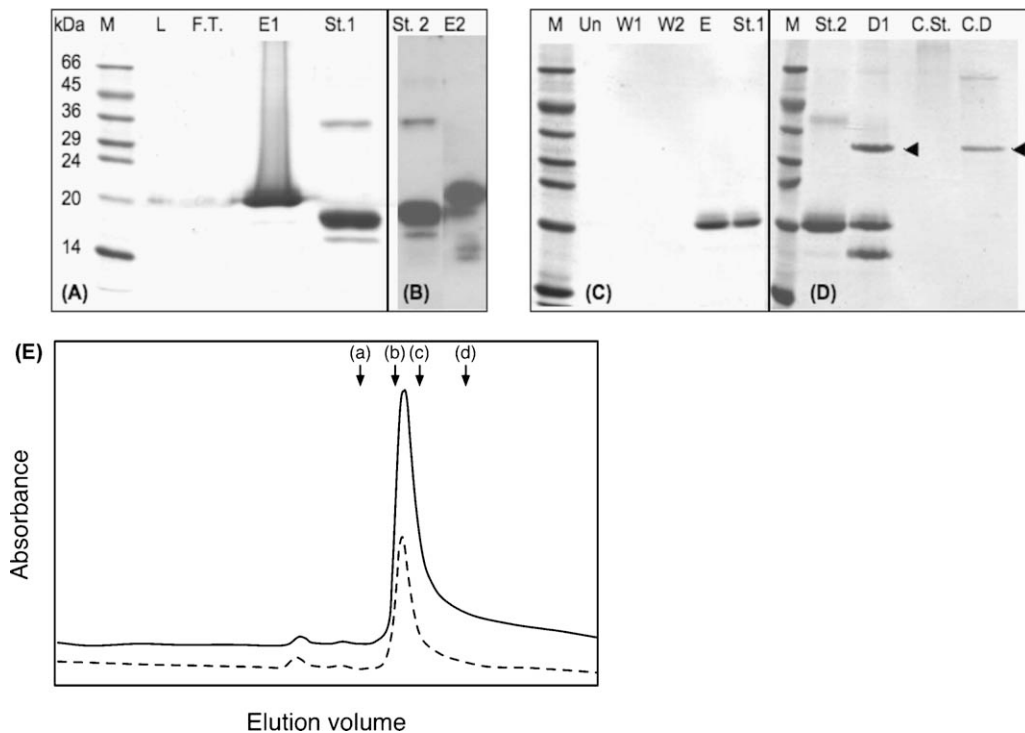 kDa M L F.T. E1 St.1 St. 2 E2
66
45
36
29
24
20
14
(A) (B)
M Un W1 W2 E St.1 M St.2 D1 C.St. C.D
(C) (D)
(E)
(a) (b) (c) (d)
Absorbance
Elution volume